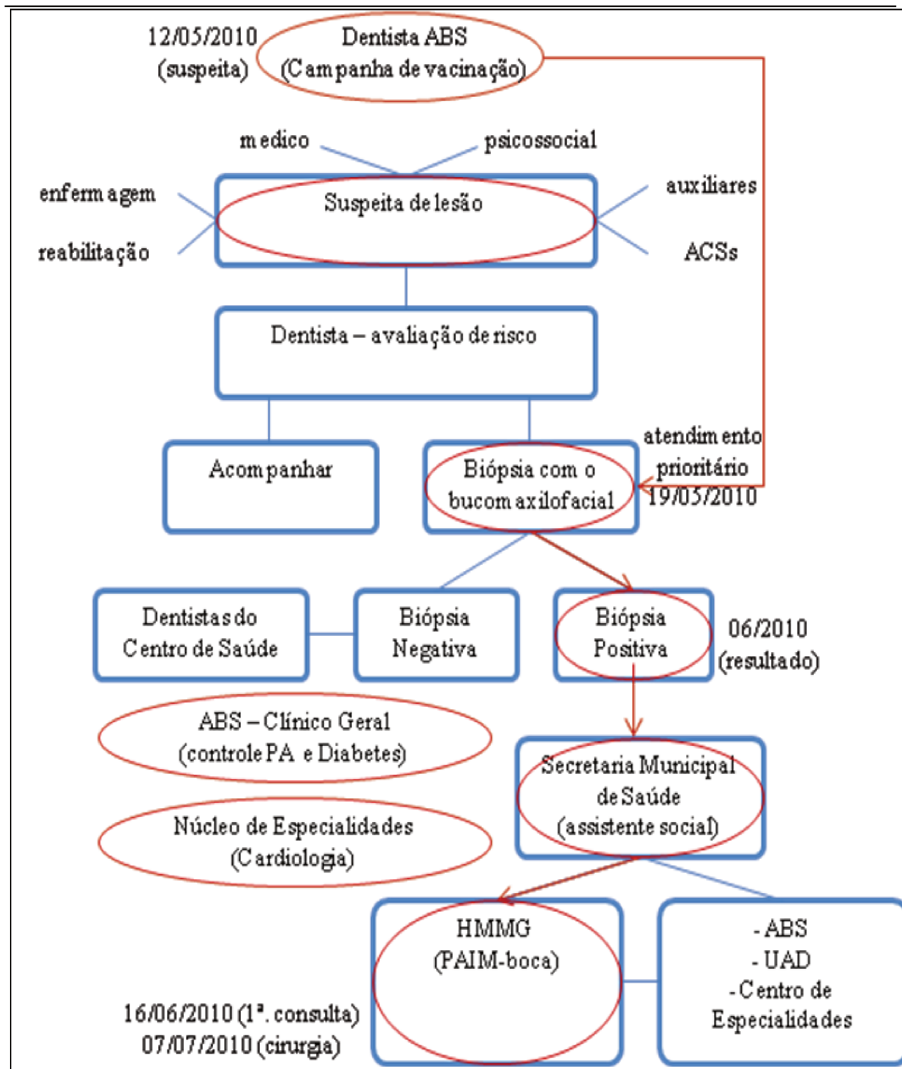 12/05/2010
(suspeita)
Dentista ABS
(Campanha de vacinação)
medico
psicossocial
enfermagem
auxiliares
Suspeita de lesão
reabilitação
ACSs
Dentista – avaliação de risco
Acompanhar
Biópsia com o
bucomaxilofacial
atendimento
prioritário
19/05/2010
Dentistas do
Centro de Saúde
Biópsia
Negativa
Biópsia
Positiva
06/2010
(resultado)
ABS – Clínico Geral
(controle PA e Diabetes)
Secretaria Municipal
de Saúde
(assistente social)
Núcleo de Especialidades
(Cardiologia)
HMMG
(PAIM-boca)
- ABS
- UAD
- Centro de
Especialidades
16/06/2010 (1ª. consulta)
07/07/2010 (cirurgia)